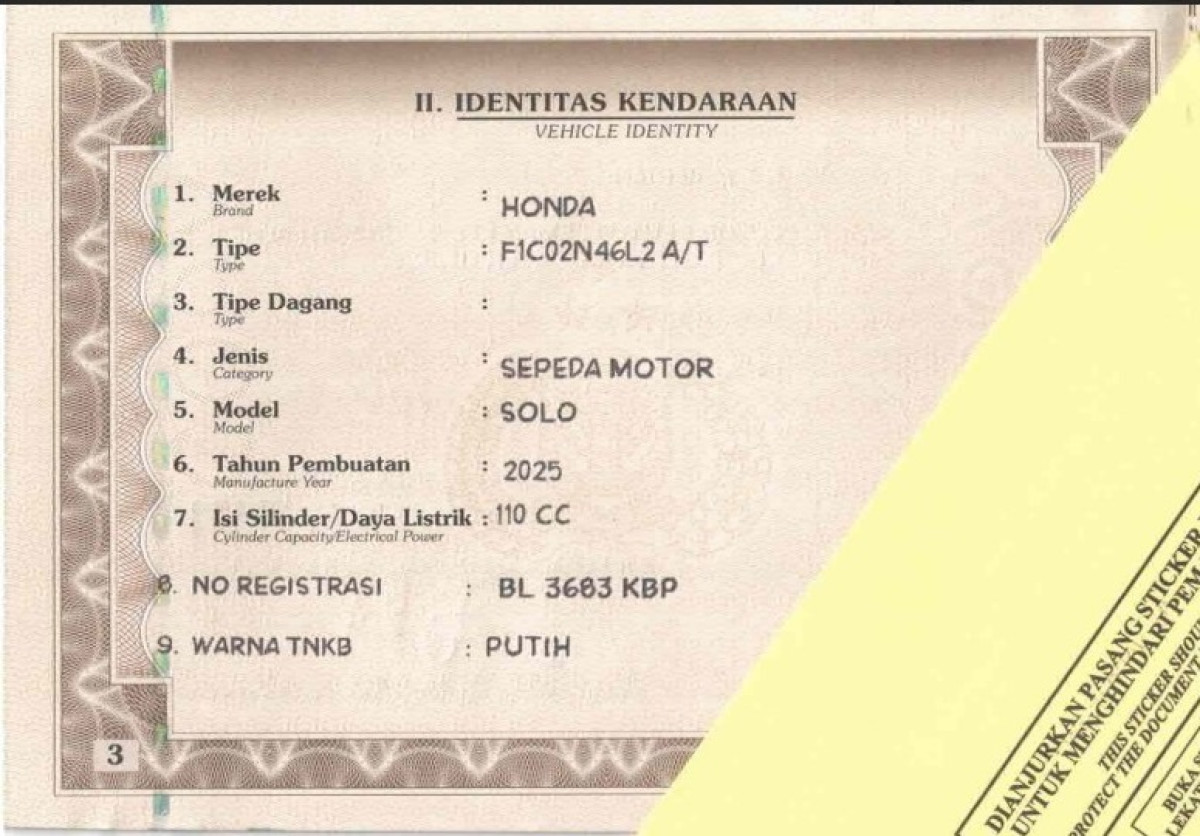 II. IDENTITAS KENDARAAN
VEHICLE IDENTITY
1. Merek : HONDA
Brand
2. Tipe : F1C02N46L2 A/T
Type
3. Tipe Dagang :
Type
4. Jenis : SEPEDA MOTOR
Category
5. Model : SOLO
Model
6. Tahun Pembuatan : 2025
Manufacture Year
7. Isi Silinder/Daya Listrik : 110 CC
Cylinder Capacity/Electrical Power
8. NO REGISTRASI : BL 3683 KBP
9. WARNA TNKB : PUTIH
3
DIANJURKAN PASANG STICKER
UNTUK MENGHINDARI PEM
THIS STICKER SHOU
PROTECT THE DOCUMENT
BUKA S
LEKAT